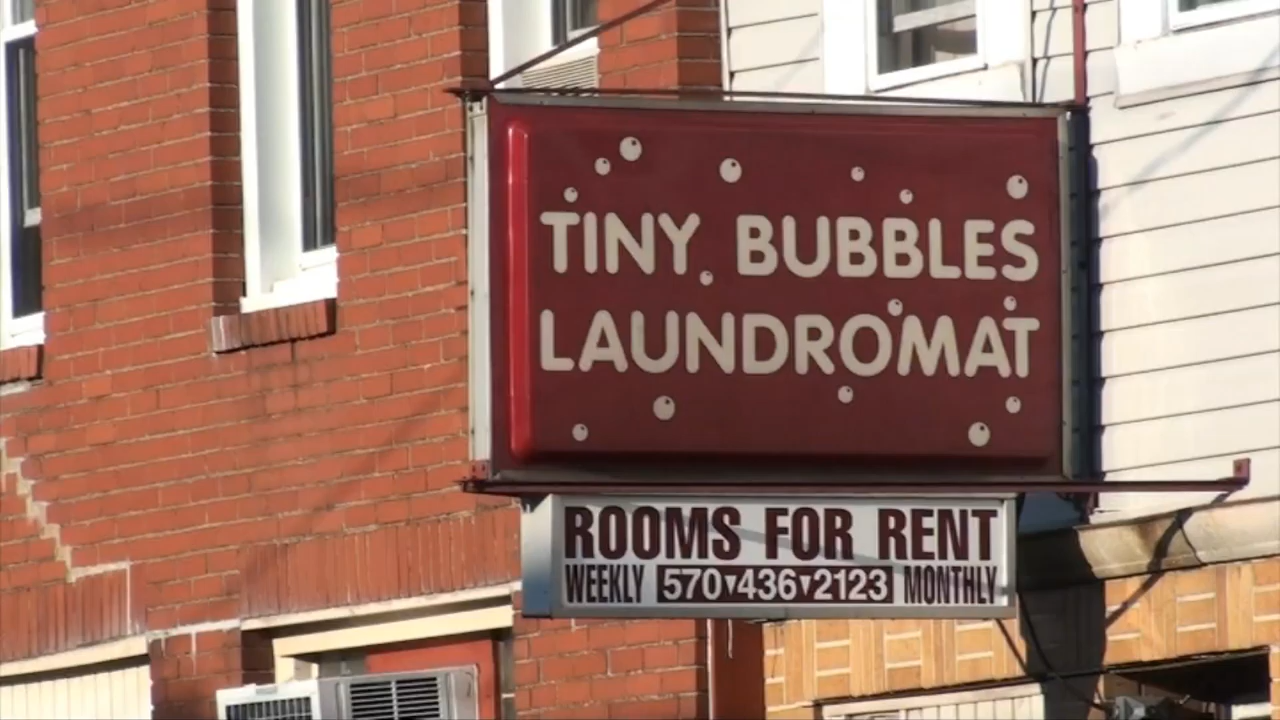 TINY BUBBLES
LAUNDROMAT
ROOMS FOR RENT
WEEKLY 570▾436▾2123 MONTHLY